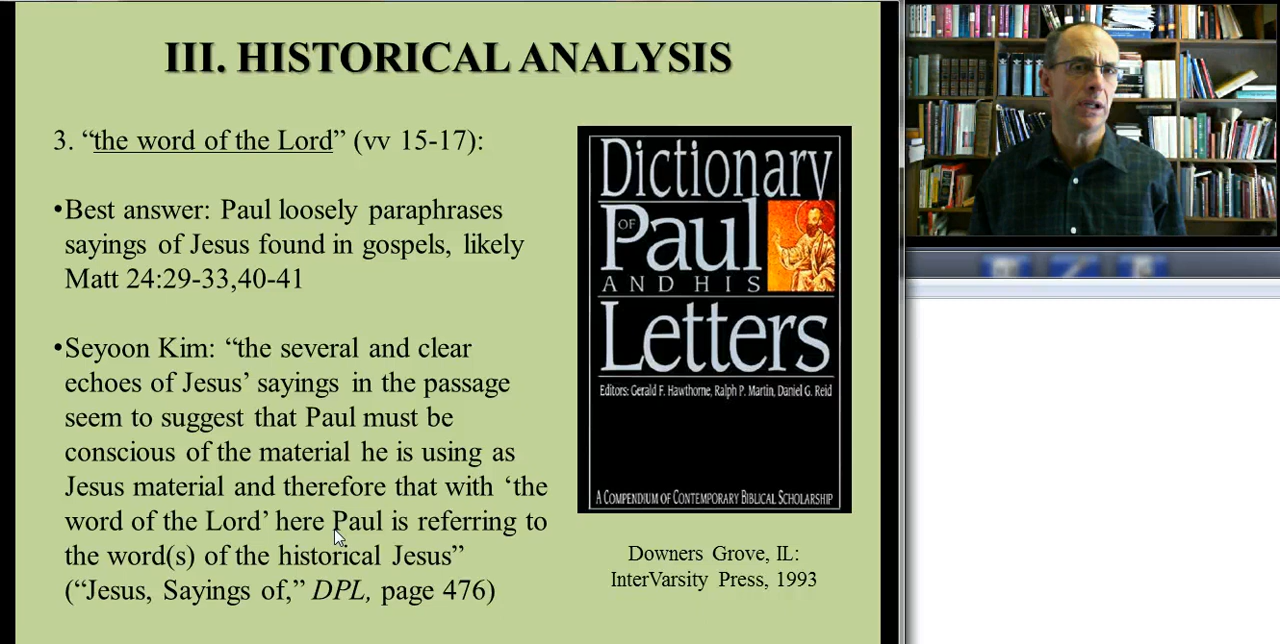 III. HISTORICAL ANALYSIS
3. “the word of the Lord” (vv 15-17):
•Best answer: Paul loosely paraphrases
sayings of Jesus found in gospels, likely
Matt 24:29-33,40-41
•Seyoon Kim: “the several and clear
echoes of Jesus’ sayings in the passage
seem to suggest that Paul must be
conscious of the material he is using as
Jesus material and therefore that with ‘the
word of the Lord’ here Paul is referring to
the word(s) of the historical Jesus”
(“Jesus, Sayings of,” DPL, page 476)
Dictionary
OF
Paul
AND HIS
Letters
Editors: Gerald F. Hawthorne, Ralph P. Martin, Daniel G. Reid
A COMPENDIUM OF CONTEMPORARY BIBLICAL SCHOLARSHIP
Downers Grove, IL:
InterVarsity Press, 1993